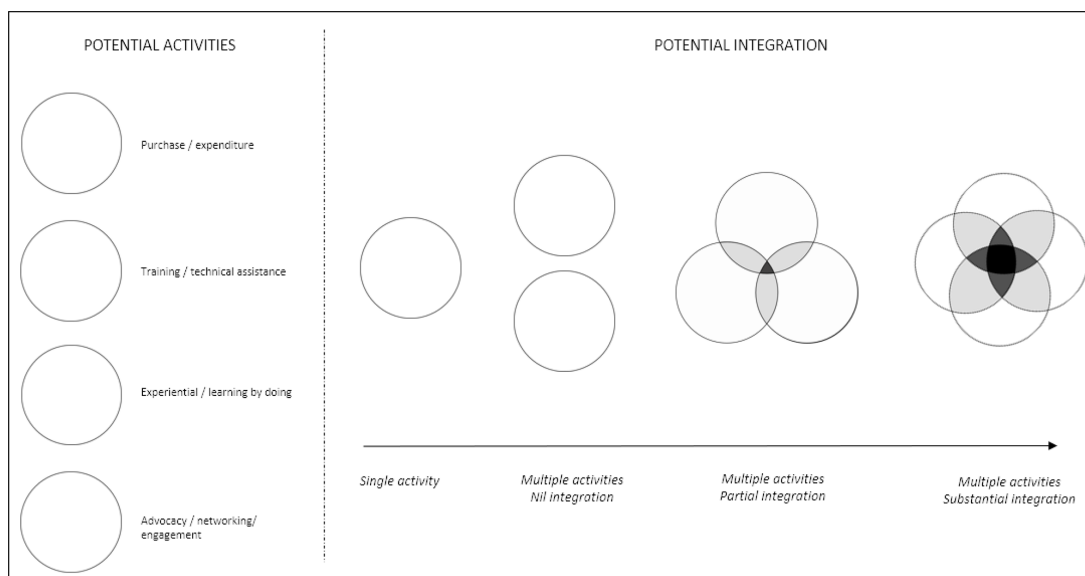 POTENTIAL ACTIVITIES
Purchase / expenditure
Training / technical assistance
Experiential / learning by doing
Advocacy / networking/
engagement
POTENTIAL INTEGRATION
Single activity
Multiple activities
Nil integration
Multiple activities
Partial integration
Multiple activities
Substantial integration